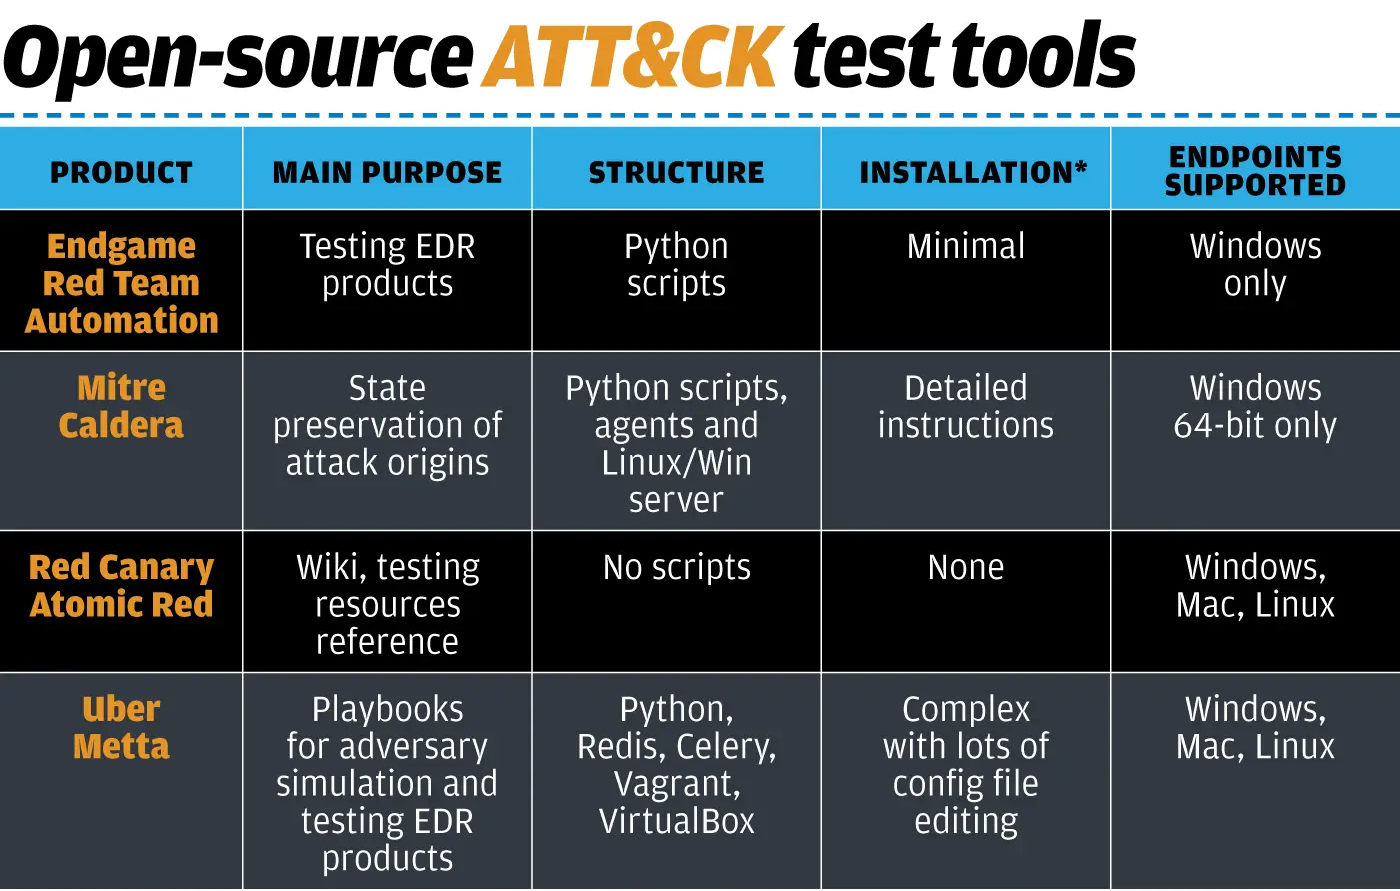 Open-source ATT&CK test tools
PRODUCT
MAIN PURPOSE
STRUCTURE
INSTALLATION*
ENDPOINTS
SUPPORTED
Endgame
Red Team
Automation
Testing EDR
products
Python
scripts
Minimal
Windows
only
Mitre
Caldera
State
preservation of
attack origins
Python scripts,
agents and
Linux/Win
server
Detailed
instructions
Windows
64-bit only
Red Canary
Atomic Red
Wiki, testing
resources
reference
No scripts
None
Windows,
Mac, Linux
Uber
Metta
Playbooks
for adversary
simulation and
testing EDR
products
Python,
Redis, Celery,
Vagrant,
VirtualBox
Complex
with lots of
config file
editing
Windows,
Mac, Linux